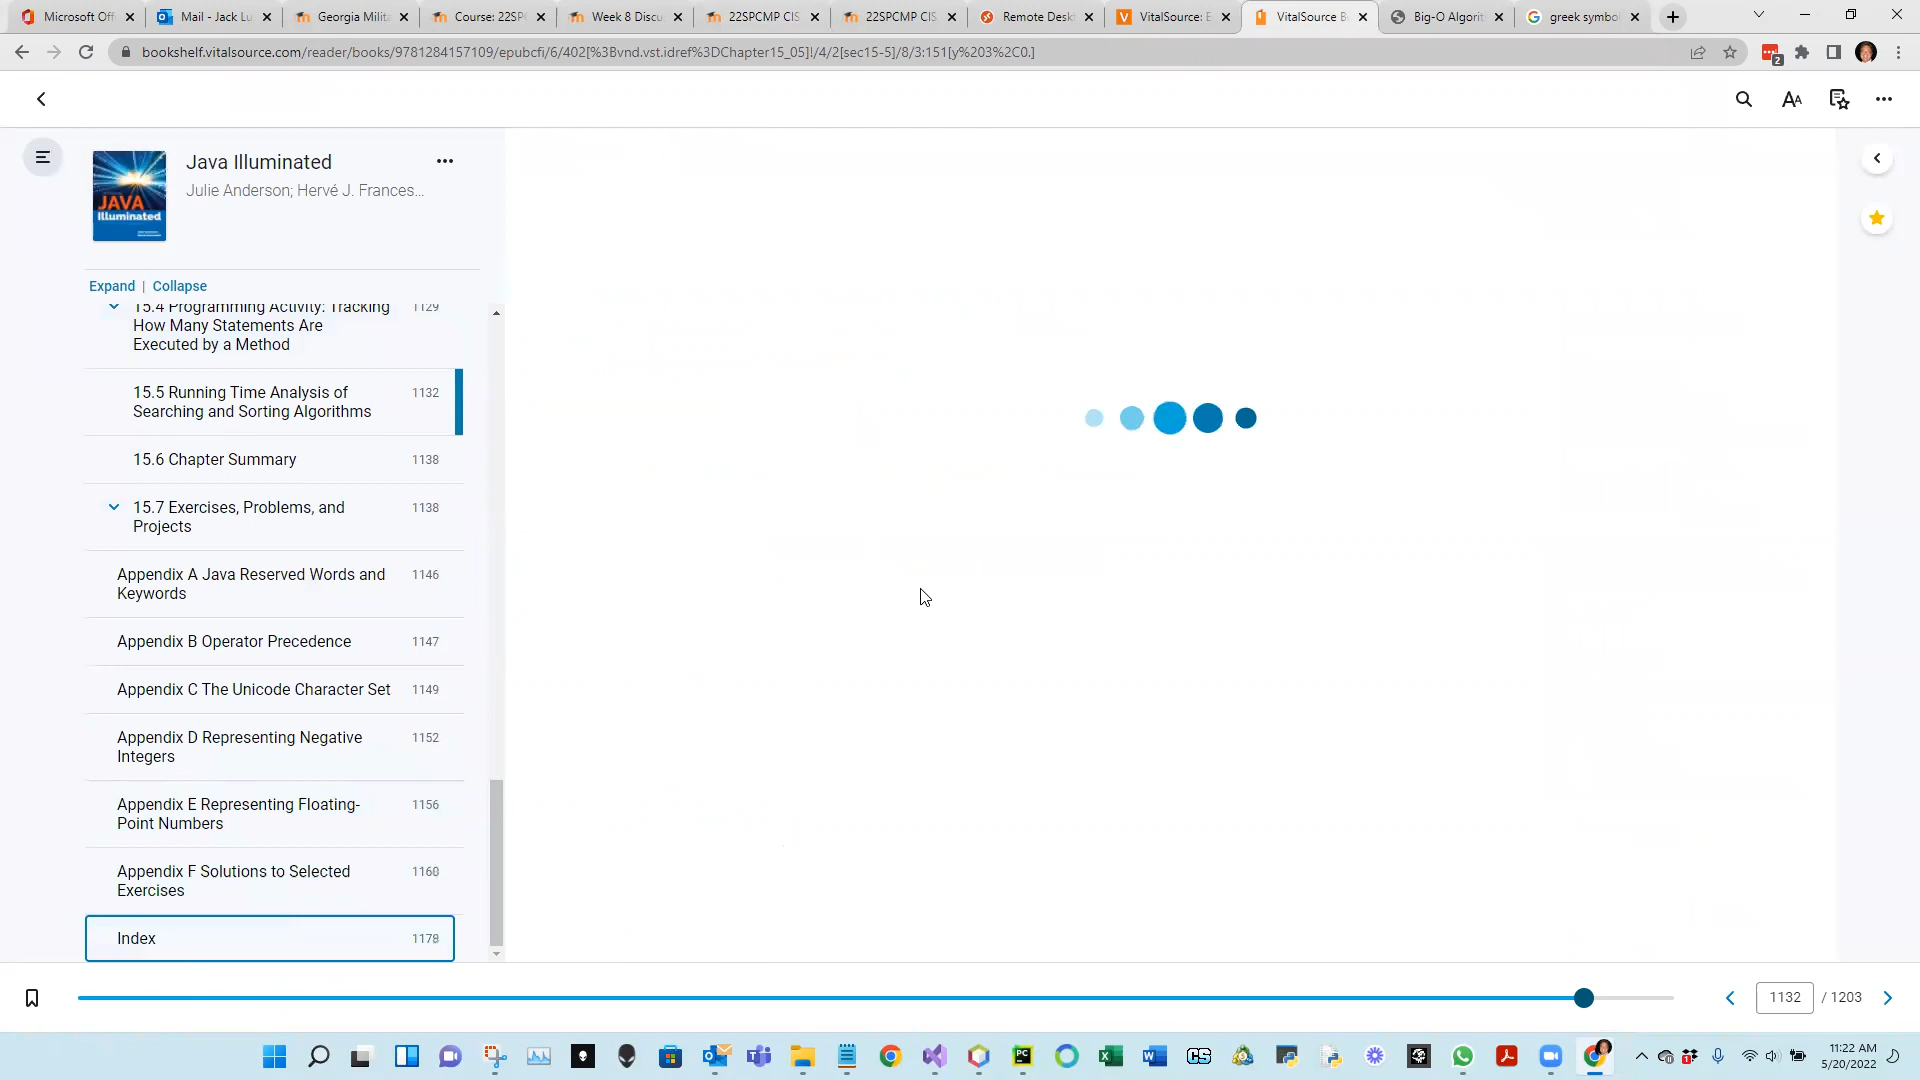 Microsoft Offi
Mail - Jack Lu
Georgia Milita
Course: 22SPC
Week 8 Discu
22SPCMP CIS
22SPCMP CIS
Remote Deskt
VitalSource: E
VitalSource B
Big-O Algorit
greek symbol
bookshelf.vitalsource.com/reader/books/9781284157109/epubcfi/6/402[%3Bvnd.vst.idref%3DChapter15_05]!/4/2[sec15-5]/8/3:151[y%203%2C0.]
2
AA
JAVA
Illuminated
Java Illuminated
Julie Anderson; Hervé J. Frances...
Expand | Collapse
15.4 Programming Activity: Tracking 1129
How Many Statements Are
Executed by a Method
15.5 Running Time Analysis of 1132
Searching and Sorting Algorithms
15.6 Chapter Summary 1138
15.7 Exercises, Problems, and 1138
Projects
Appendix A Java Reserved Words and 1146
Keywords
Appendix B Operator Precedence 1147
Appendix C The Unicode Character Set 1149
Appendix D Representing Negative 1152
Integers
Appendix E Representing Floating- 1156
Point Numbers
Appendix F Solutions to Selected 1160
Exercises
Index 1178
1132 / 1203
11:22 AM
5/20/2022